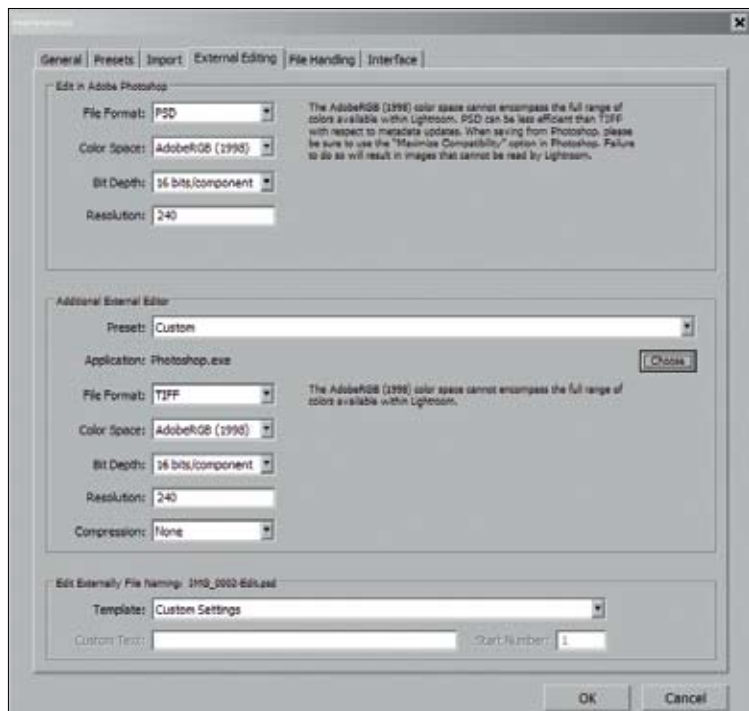 Preferences
General Presets Import External Editing File Handling Interface
Edit in Adobe Photoshop
File Format: PSD
The AdobeRGB (1998) color space cannot encompass the full range of
colors available within Lightroom. PSD can be less efficient than TIFF
with respect to metadata updates. When saving from Photoshop, please
be sure to use the "Maximize Compatibility" option in Photoshop. Failure
to do so will result in images that cannot be read by Lightroom.
Color Space: AdobeRGB (1998)
Bit Depth: 16 bits/component
Resolution: 240
Additional External Editor
Preset: Custom
Application: Photoshop.exe
Choose
File Format: TIFF
The AdobeRGB (1998) color space cannot encompass the full range of
colors available within Lightroom.
Color Space: AdobeRGB (1998)
Bit Depth: 16 bits/component
Resolution: 240
Compression: None
Edit Externally File Naming: IMG_0002-Edit.psd
Template: Custom Settings
Custom Text: Start Number: 1
OK Cancel